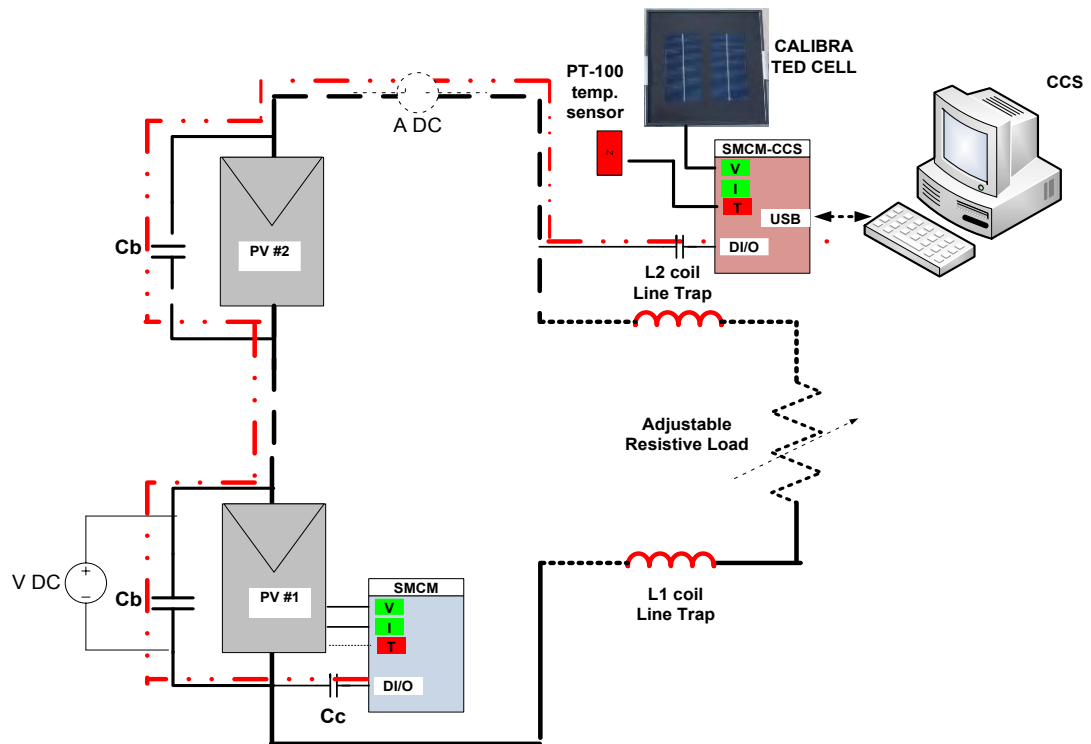 CALIBRA
TED CELL
CCS
PT-100
temp.
sensor
A DC
SMCM-CCS
V
I
T
USB
DI/O
Cb
PV #2
L2 coil
Line Trap
Adjustable
Resistive Load
V DC
+
−
Cb
PV #1
SMCM
V
I
T
DI/O
Cc
L1 coil
Line Trap